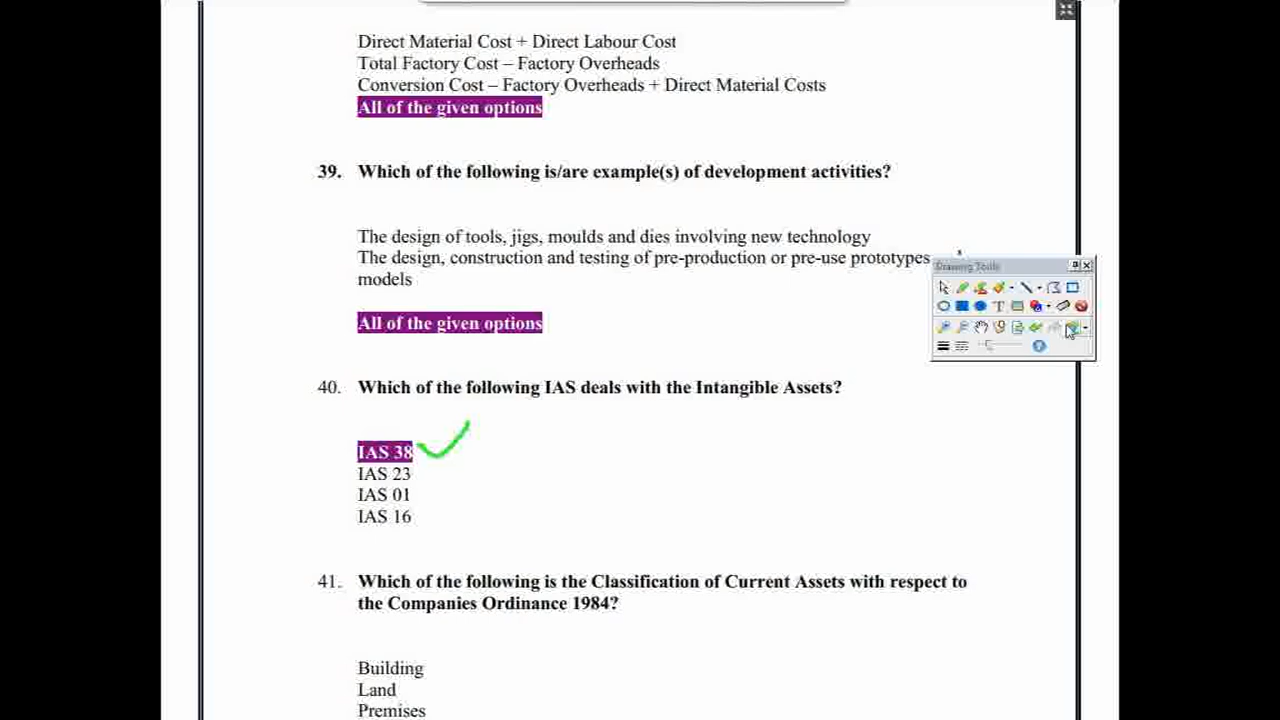 Direct Material Cost + Direct Labour Cost
Total Factory Cost – Factory Overheads
Conversion Cost – Factory Overheads + Direct Material Costs
All of the given options
39. Which of the following is/are example(s) of development activities?
The design of tools, jigs, moulds and dies involving new technology
The design, construction and testing of pre-production or pre-use prototypes
models
All of the given options
Drawing Tools
40. Which of the following IAS deals with the Intangible Assets?
IAS 38
IAS 23
IAS 01
IAS 16
41. Which of the following is the Classification of Current Assets with respect to
the Companies Ordinance 1984?
Building
Land
Premises